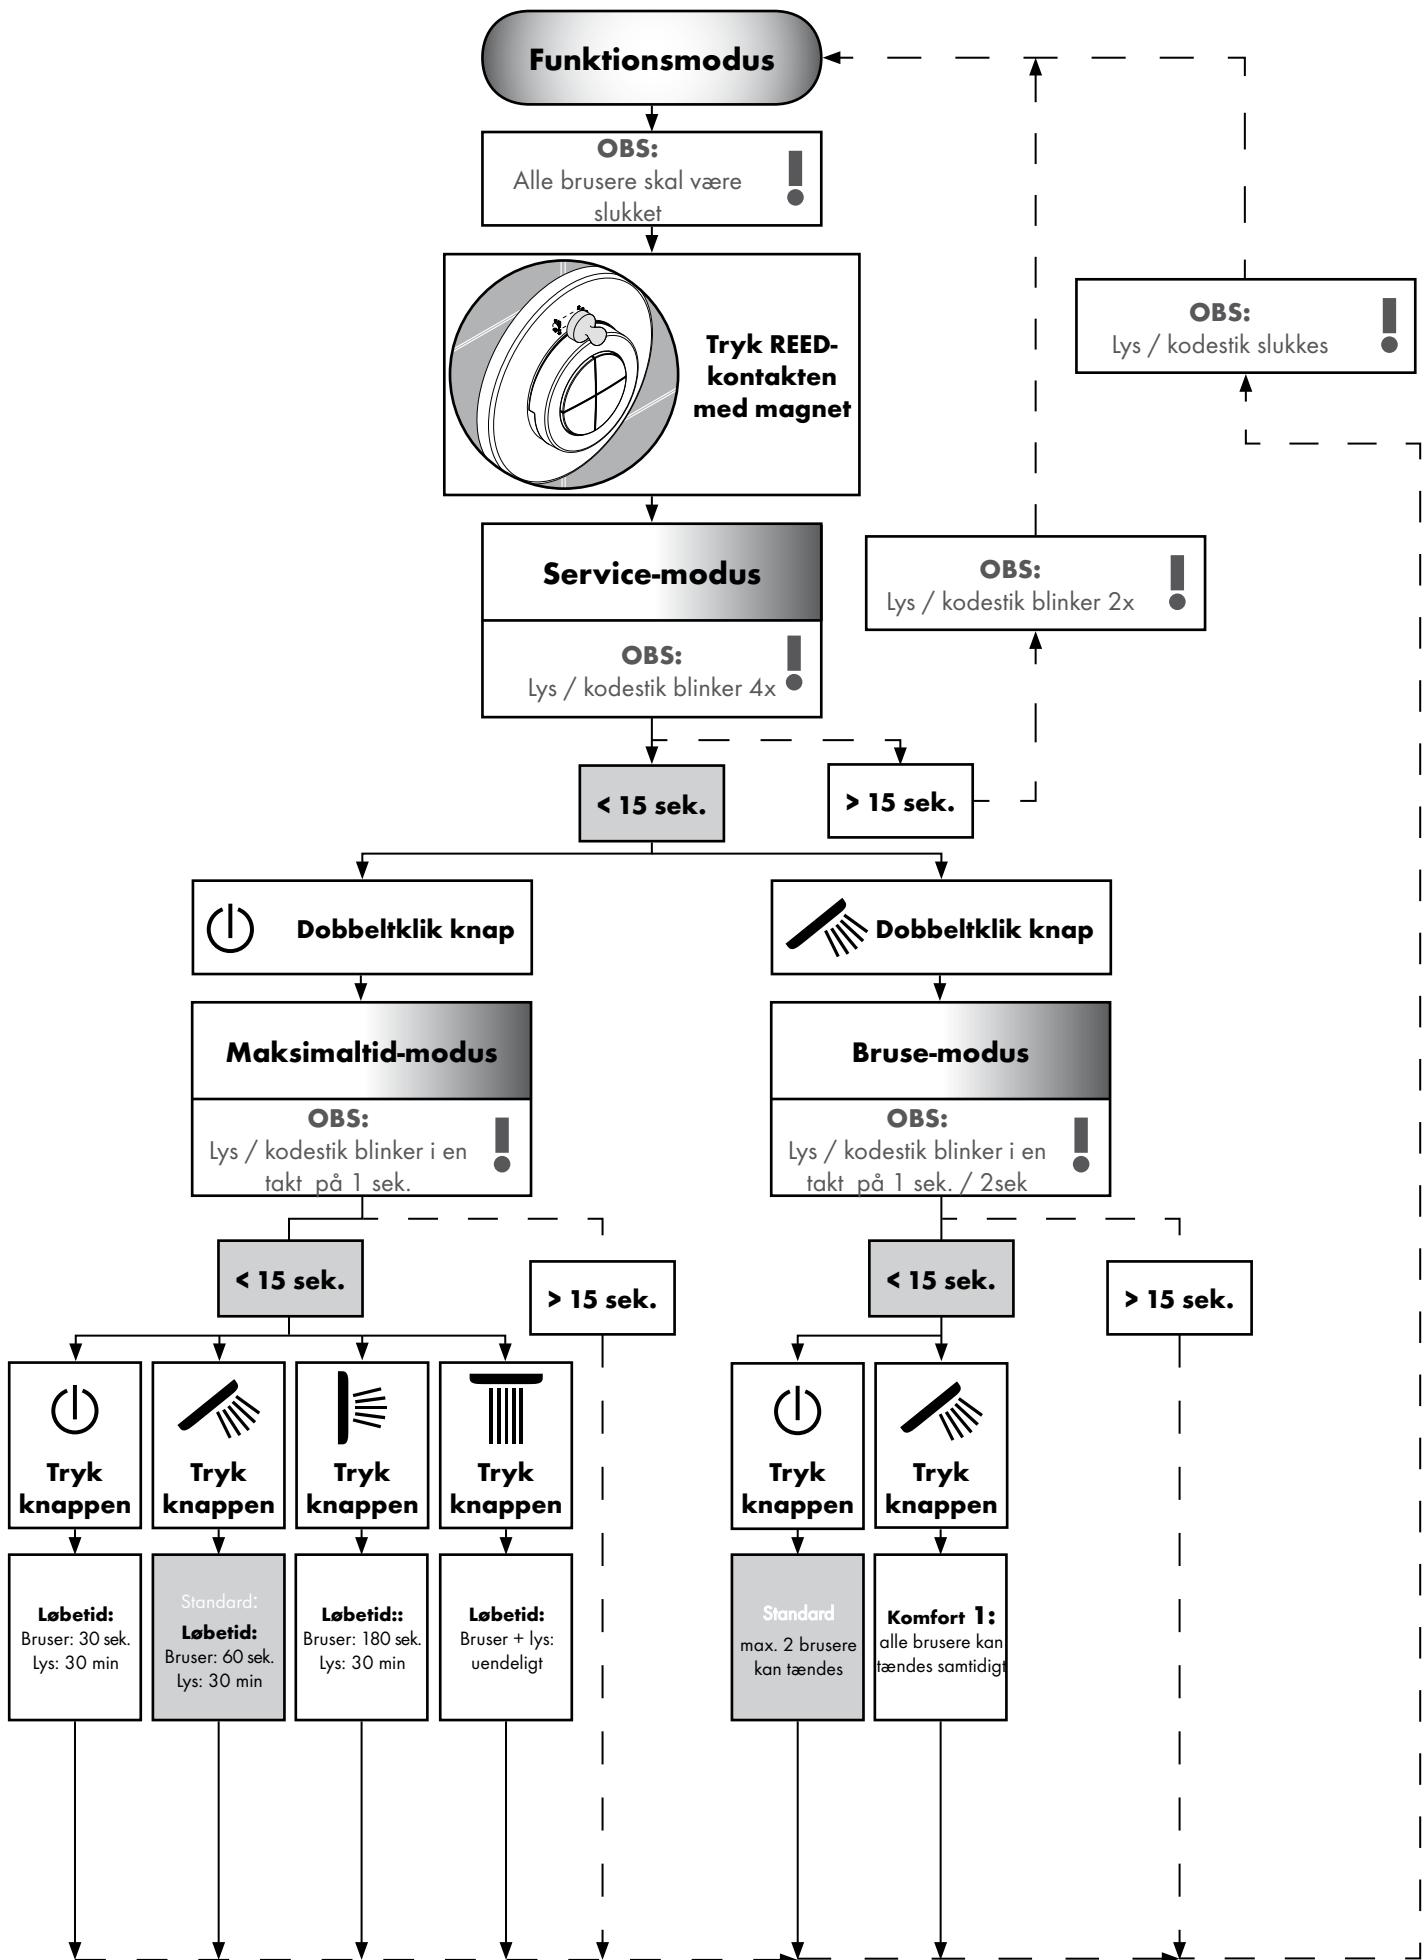 Funktionsmodus
OBS:
Alle brusere skal være
slukket
Tryk REED-
kontakten
med magnet
OBS:
Lys / kodestik slukkes
Service-modus
OBS:
Lys / kodestik blinker 4x
OBS:
Lys / kodestik blinker 2x
< 15 sek.
> 15 sek.
Dobbeltklik knap
Dobbeltklik knap
Maksimaltid-modus
OBS:
Lys / kodestik blinker i en
takt på 1 sek.
Bruse-modus
OBS:
Lys / kodestik blinker i en
takt på 1 sek. / 2sek
< 15 sek.
> 15 sek.
< 15 sek.
> 15 sek.
Tryk
knappen
Tryk
knappen
Tryk
knappen
Tryk
knappen
Tryk
knappen
Tryk
knappen
Løbetid:
Bruser: 30 sek.
Lys: 30 min
Standard:
Løbetid:
Bruser: 60 sek.
Lys: 30 min
Løbetid::
Bruser: 180 sek.
Lys: 30 min
Løbetid:
Bruser + lys:
uendeligt
Standard
max. 2 brusere
kan tændes
Komfort 1:
alle brusere kan
tændes samtidigt